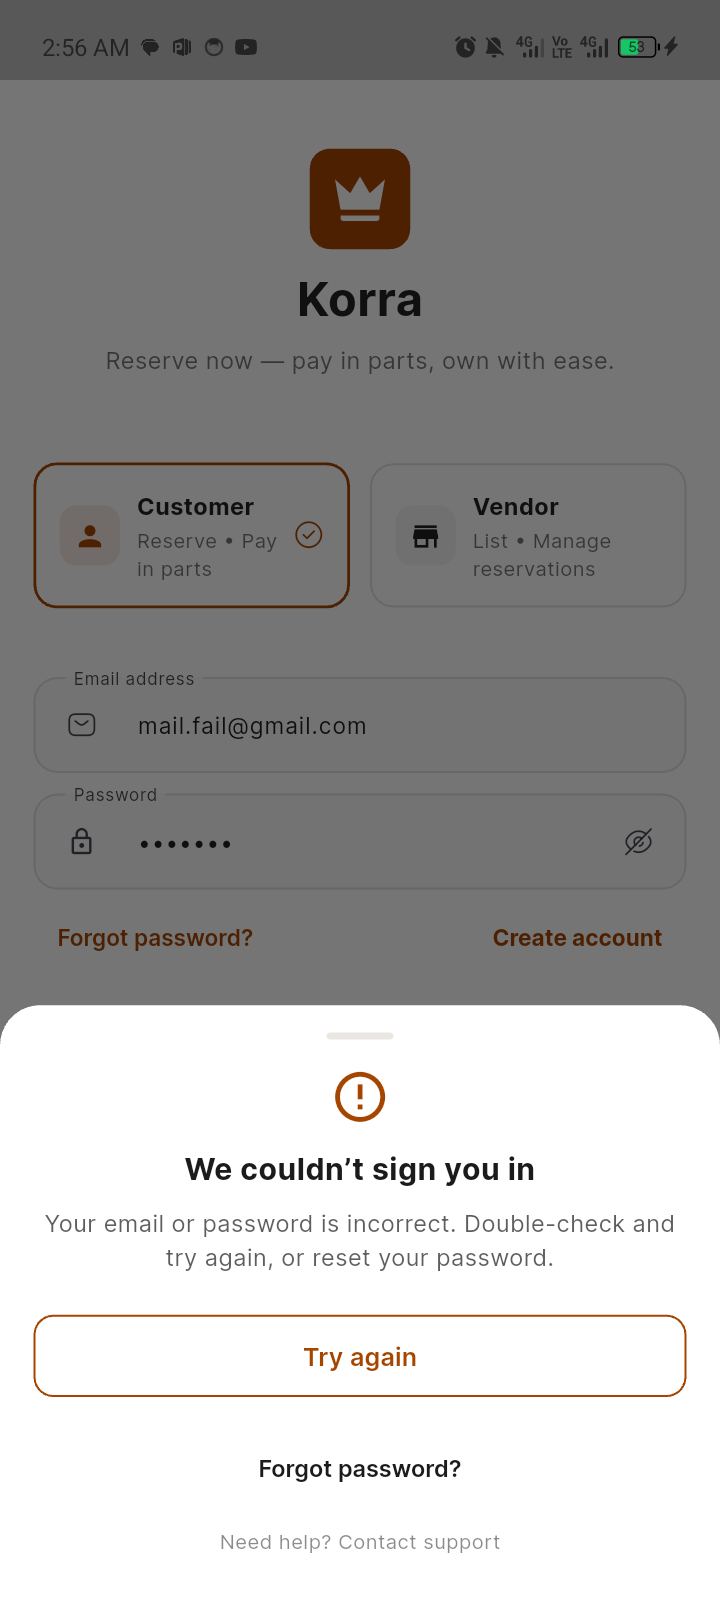 2:56 AM 4G Vo LTE 4G 53
Korra
Reserve now — pay in parts, own with ease.
Customer
Reserve • Pay
in parts
Vendor
List • Manage
reservations
Email address
mail.fail@gmail.com
Password
•••••••
Forgot password? Create account
We couldn’t sign you in
Your email or password is incorrect. Double-check and
try again, or reset your password.
Try again
Forgot password?
Need help? Contact support